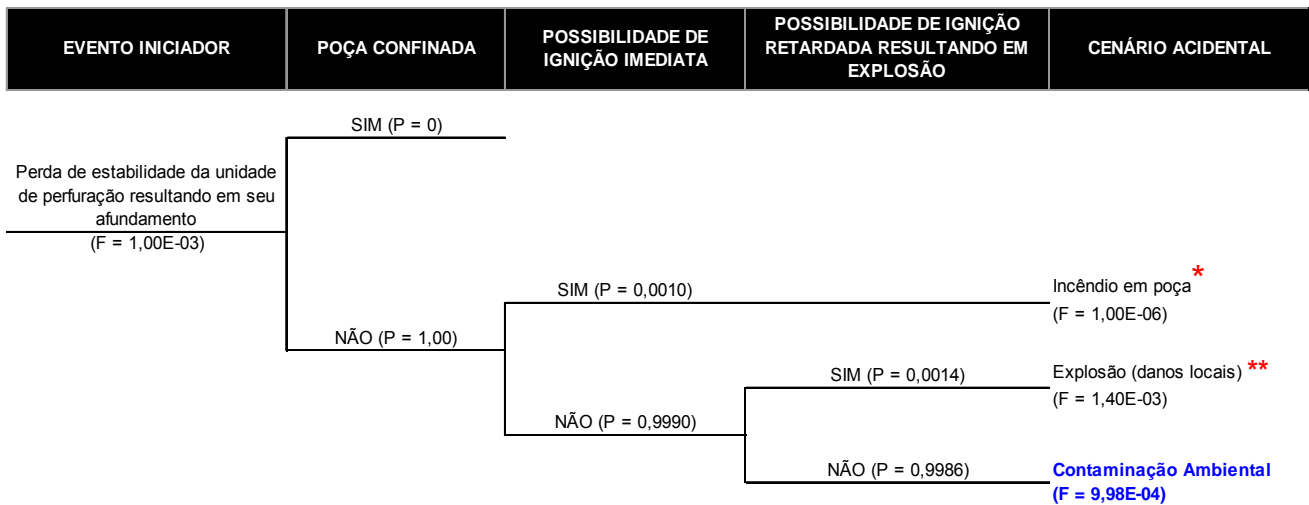 EVENTO INICIADOR
POÇA CONFINADA
POSSIBILIDADE DE
IGNIÇÃO IMEDIATA
POSSIBILIDADE DE IGNIÇÃO
RETARDADA RESULTANDO EM
EXPLOSÃO
CENÁRIO ACIDENTAL
SIM (P = 0)
Perda de estabilidade da unidade
de perfuração resultando em seu
afundamento
(F = 1,00E-03)
SIM (P = 0,0010)
Incêndio em poça *
(F = 1,00E-06)
NÃO (P = 1,00)
SIM (P = 0,0014)
Explosão (danos locais) **
(F = 1,40E-03)
NÃO (P = 0,9990)
NÃO (P = 0,9986)
Contaminação Ambiental
(F = 9,98E-04)